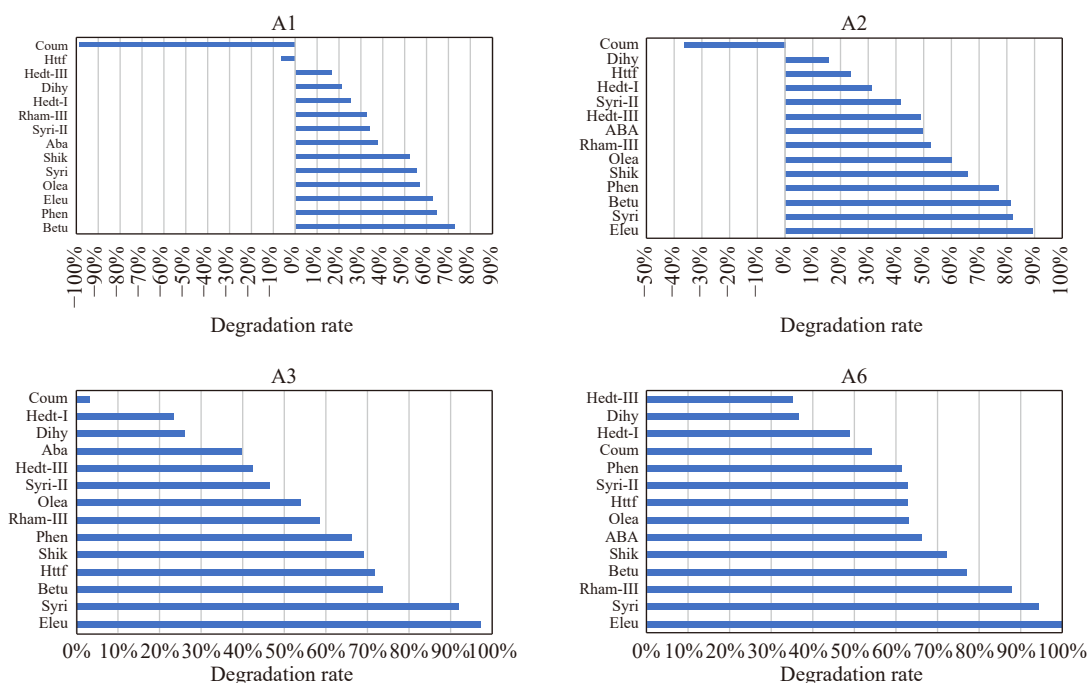 A1
Coum
Httf
Hedt-III
Dihy
Hedt-I
Rham-III
Syri-II
Aba
Shik
Syri
Olea
Eleu
Phen
Betu
−100%
−90%
−80%
−70%
−60%
−50%
−40%
−30%
−20%
−10%
0%
10%
20%
30%
40%
50%
60%
70%
80%
90%
Degradation rate
A2
Coum
Dihy
Httf
Hedt-I
Syri-II
Hedt-III
ABA
Rham-III
Olea
Shik
Phen
Betu
Syri
Eleu
−50%
−40%
−30%
−20%
−10%
0%
10%
20%
30%
40%
50%
60%
70%
80%
90%
100%
Degradation rate
A3
Coum
Hedt-I
Dihy
Aba
Hedt-III
Syri-II
Olea
Rham-III
Phen
Shik
Httf
Betu
Syri
Eleu
0% 10% 20% 30% 40% 50% 60% 70% 80% 90% 100%
Degradation rate
A6
Hedt-III
Dihy
Hedt-I
Coum
Phen
Syri-II
Httf
Olea
ABA
Shik
Betu
Rham-III
Syri
Eleu
0% 10% 20% 30% 40% 50% 60% 70% 80% 90% 100%
Degradation rate